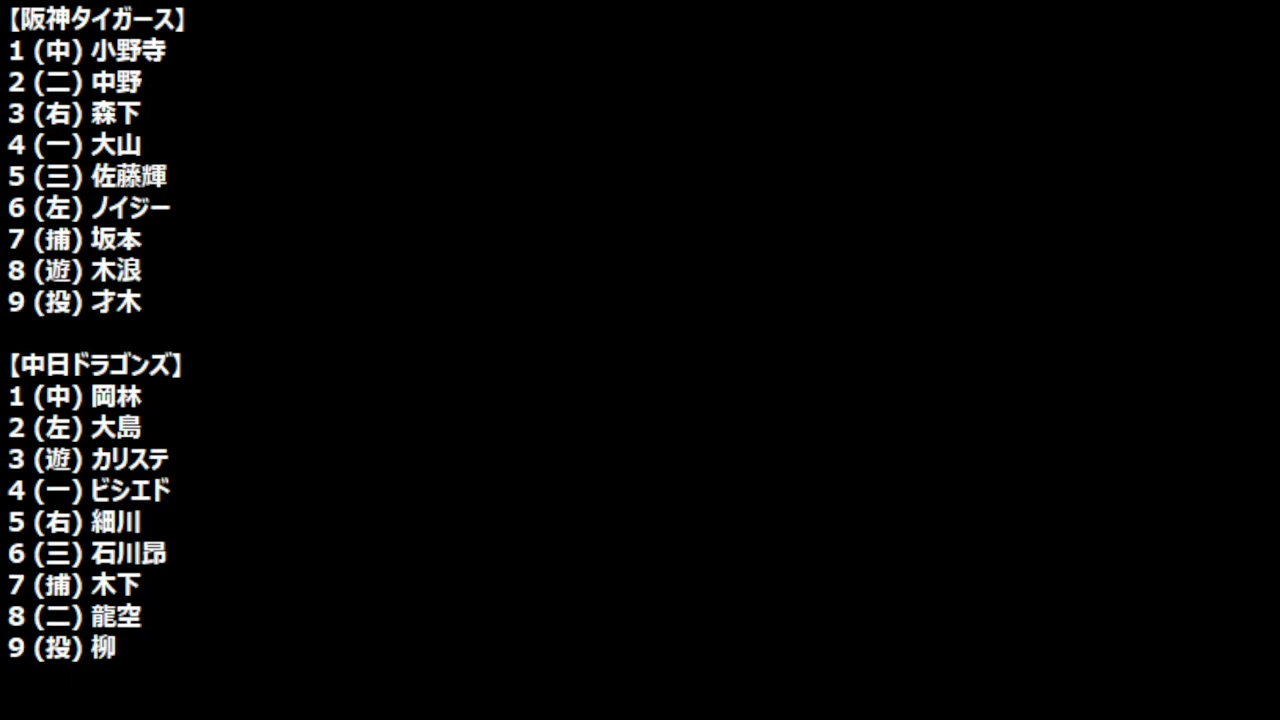 【阪神タイガース】
1 (中) 小野寺
2 (二) 中野
3 (右) 森下
4 (一) 大山
5 (三) 佐藤輝
6 (左) ノイジー
7 (捕) 坂本
8 (遊) 木浪
9 (投) 才木
【中日ドラゴンズ】
1 (中) 岡林
2 (左) 大島
3 (遊) カリステ
4 (一) ビシエド
5 (右) 細川
6 (三) 石川昂
7 (捕) 木下
8 (二) 龍空
9 (投) 柳